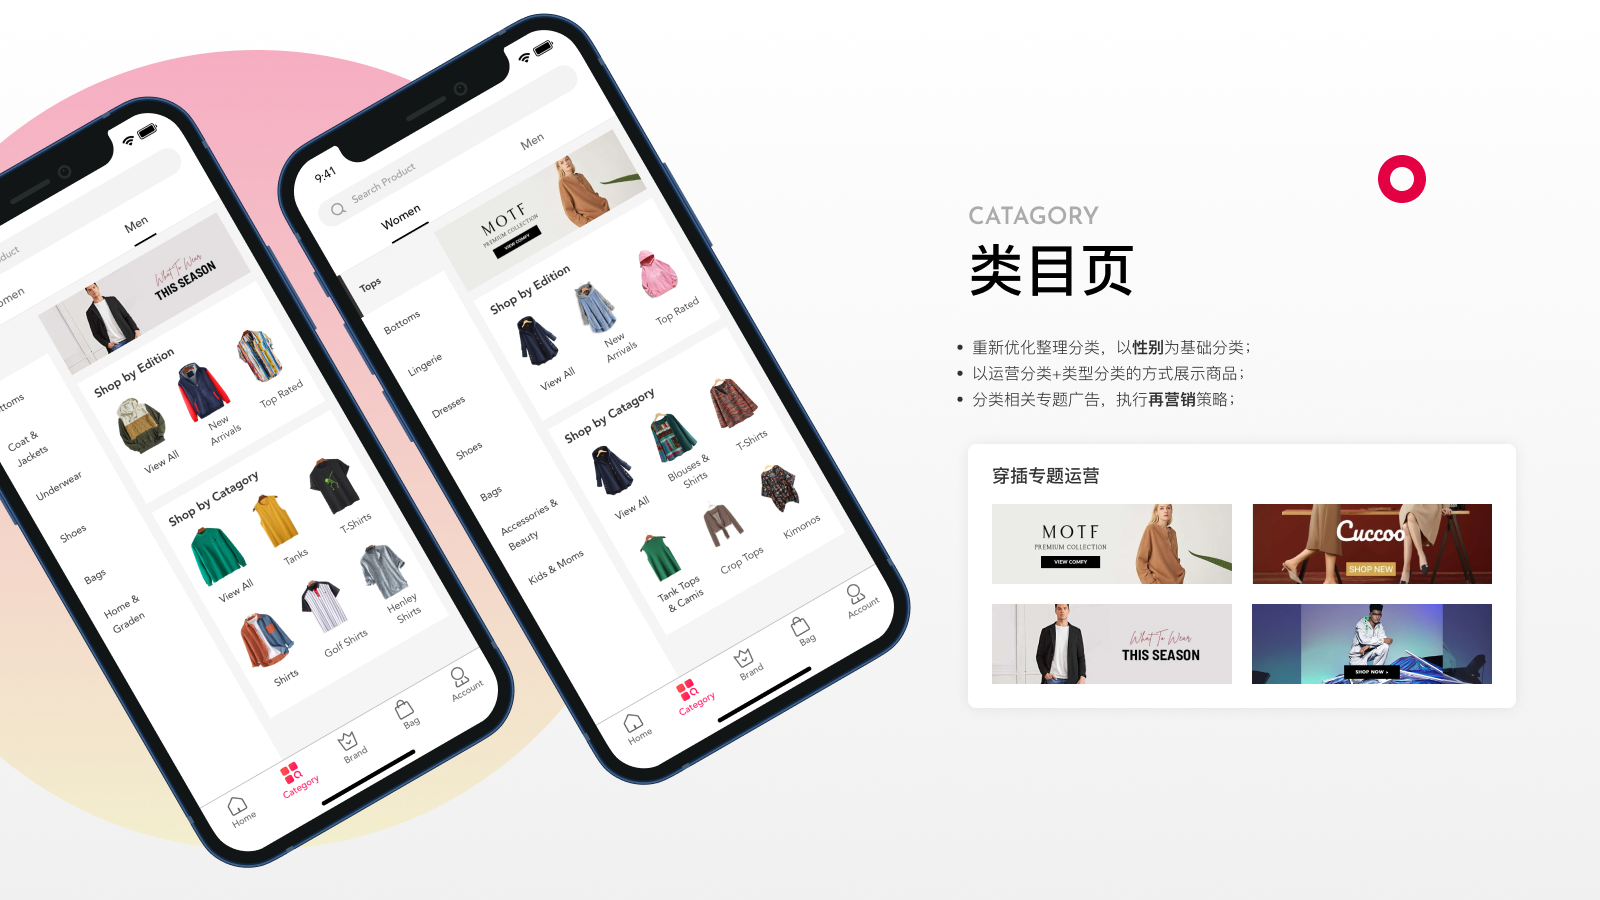 Men
What To Wear
THIS SEASON
Shop by Edition
View All
New
Arrivals
Top Rated
Coat &
Jackets
Underwear
Shoes
Bags
Home &
Graden
Shop by Catagory
View All
Tanks
T-Shirts
Shirts
Golf Shirts
Henley
Shirts
Home
Category
Brand
Bag
Account
9:41
Search Product
Women
Men
MOTF
PREMIUM COLLECTION
VIEW COMFY
Tops
Bottoms
Lingerie
Dresses
Shoes
Bags
Accessories &
Beauty
Kids & Moms
Shop by Edition
View All
New
Arrivals
Top Rated
Shop by Catagory
View All
Blouses &
Shirts
T-Shirts
Tank Tops
& Camis
Crop Tops
Kimonos
Home
Category
Brand
Bag
Account
CATAGORY
类目页
• 重新优化整理分类，以性别为基础分类；
• 以运营分类+类型分类的方式展示商品；
• 分类相关专题广告，执行再营销策略；
穿插专题运营
MOTF
PREMIUM COLLECTION
VIEW COMFY
Cuccoo
SHOP NEW
What To Wear
THIS SEASON
SHOP NOW >